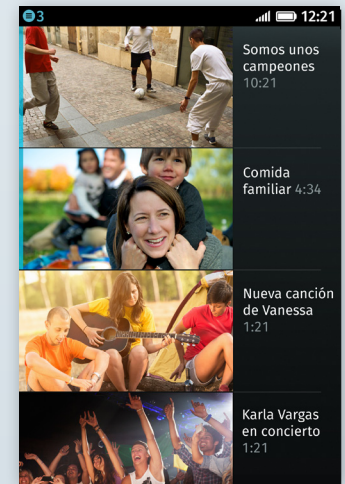 3 12:21
Somos unos
campeones
10:21
Comida
familiar 4:34
Nueva canción
de Vanessa
1:21
Karla Vargas
en concierto
1:21